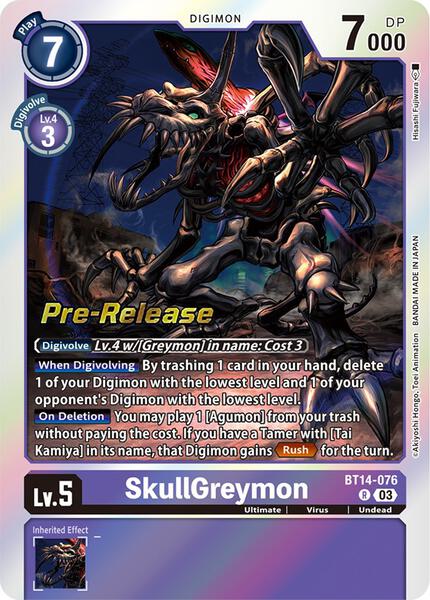 DIGIMON
Play
7
7000 DP
Digivolve
Lv.4
3
Hisashi Fujiwara
©Akiyoshi Hongo, Toei Animation BANDAI MADE IN JAPAN
Pre-Release
Digivolve Lv.4 w/[Greymon] in name: Cost 3
When Digivolving By trashing 1 card in your hand, delete
1 of your Digimon with the lowest level and 1 of your
opponent's Digimon with the lowest level.
On Deletion You may play 1 [Agumon] from your trash
without paying the cost. If you have a Tamer with [Tai
Kamiya] in its name, that Digimon gains Rush for the turn.
Lv.5
SkullGreymon
BT14-076
R 03
Ultimate | Virus | Undead
Inherited Effect